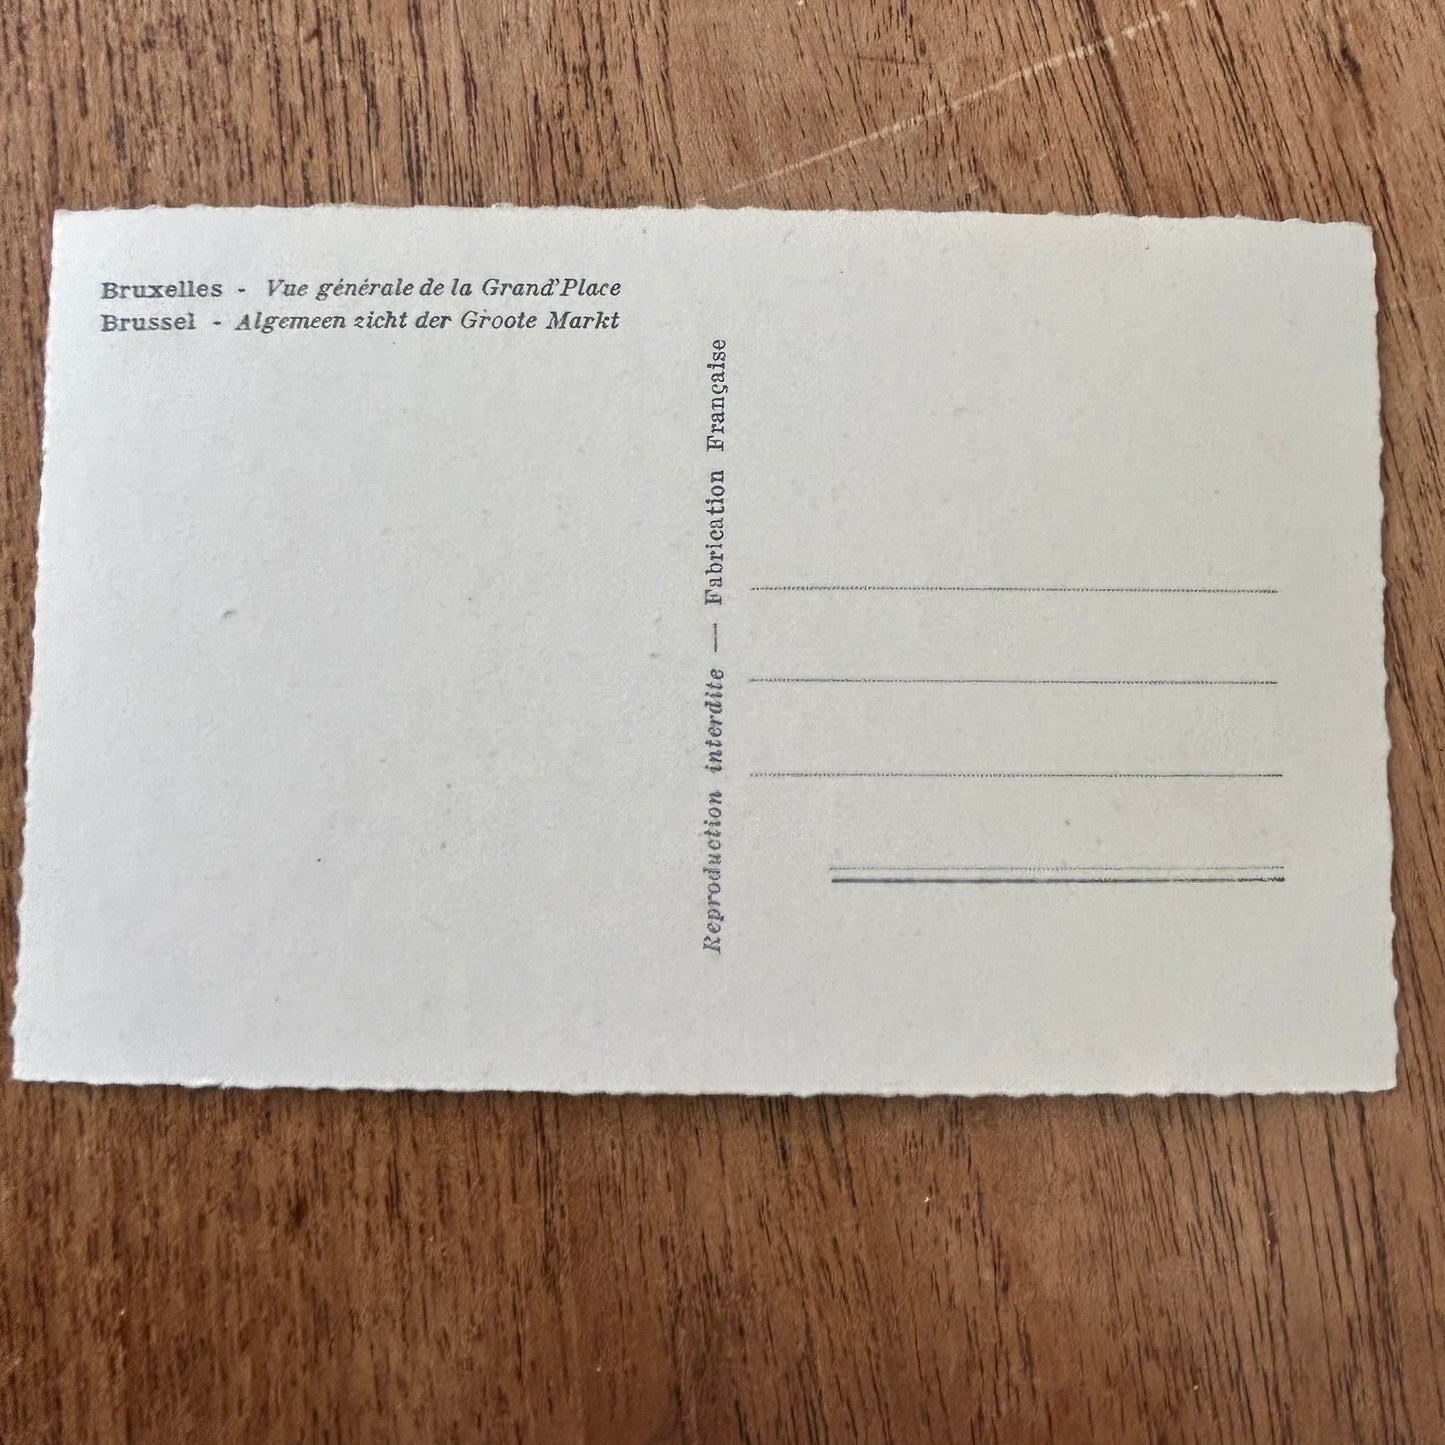 Bruxelles - Vue générale de la Grand'Place
Brussel - Algemeen zicht der Groote Markt
Reproduction interdite — Fabrication Française